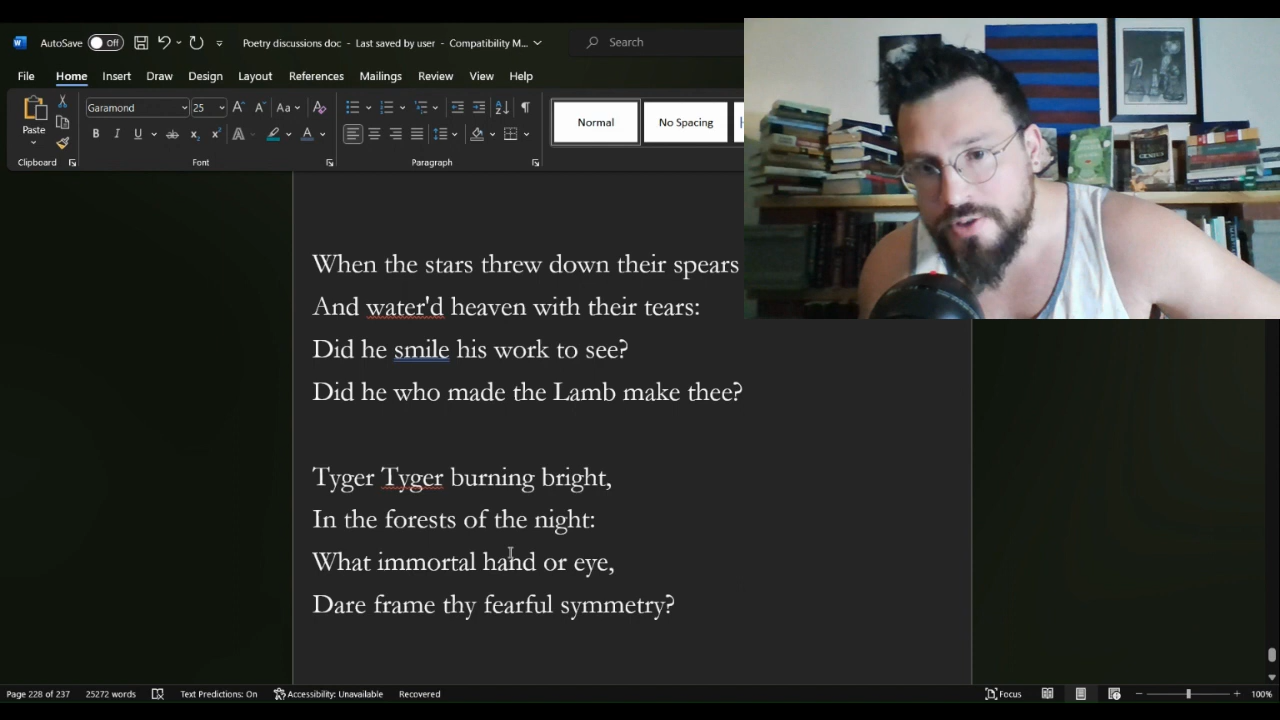 AutoSave Off Poetry discussions doc - Last saved by user - Compatibility M... Search
File Home Insert Draw Design Layout References Mailings Review View Help
Paste Garamond 25 Normal No Spacing
Clipboard Font Paragraph
When the stars threw down their spears
And water'd heaven with their tears:
Did he smile his work to see?
Did he who made the Lamb make thee?
Tyger Tyger burning bright,
In the forests of the night:
What immortal hand or eye,
Dare frame thy fearful symmetry?
Page 228 of 237 25272 words Text Predictions: On Accessibility: Unavailable Recovered Focus 100%